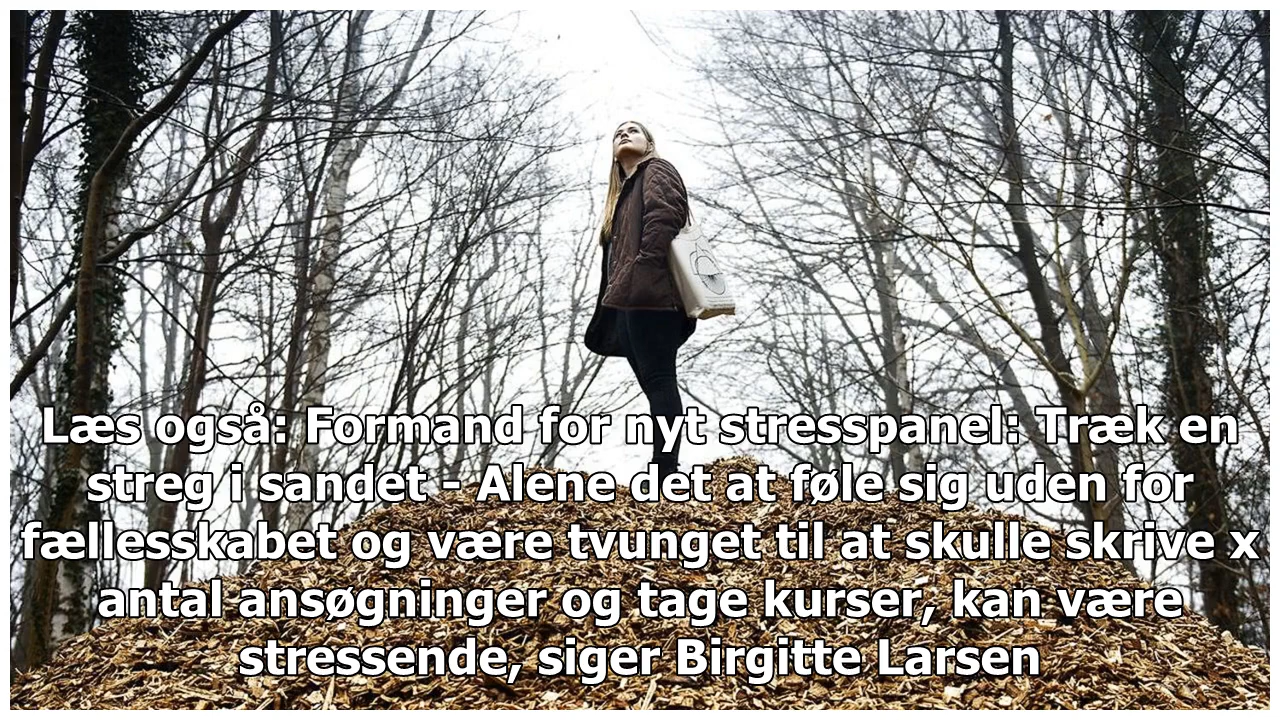 Læs også: Formand for nyt stresspanel: Træk en
streg i sandet - Alene det at føle sig uden for
fællesskabet og være tvunget til at skulle skrive x
antal ansøgninger og tage kurser, kan være
stressende, siger Birgitte Larsen